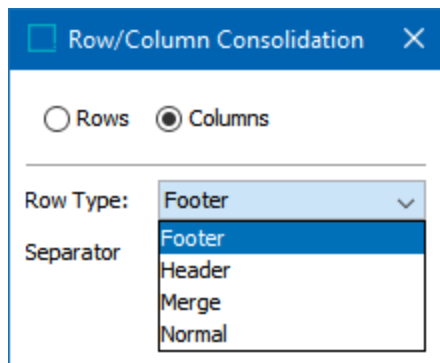 Row/Column Consolidation
Rows Columns
Row Type: Footer
Footer
Separator
Header
Merge
Normal